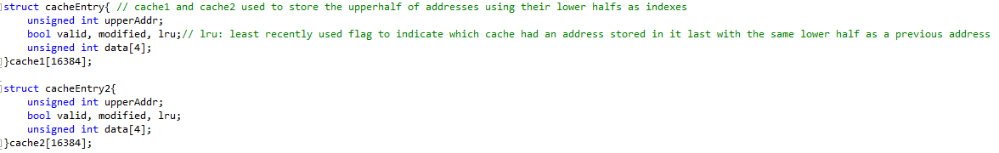 struct cacheEntry{ // cache1 and cache2 used to store the upperhalf of addresses using their lower halfs as indexes
    unsigned int upperAddr;
    bool valid, modified, lru;// lru: least recently used flag to indicate which cache had an address stored in it last with the same lower half as a previous address
    unsigned int data[4];
}cache1[16384];

struct cacheEntry2{
    unsigned int upperAddr;
    bool valid, modified, lru;
    unsigned int data[4];
}cache2[16384];